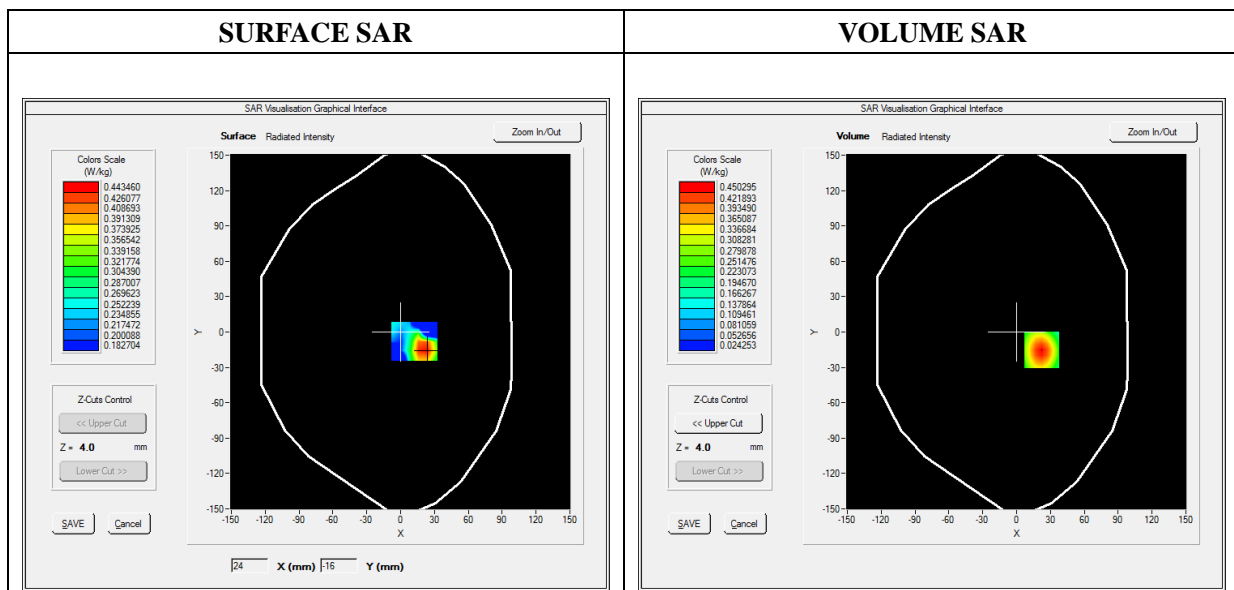 SURFACE SAR
VOLUME SAR
SAR Visualisation Graphical Interface
Surface Radiated Intensity
Zoom In/Out
Colors Scale
(W/kg)
0.443460
0.426077
0.408693
0.391309
0.373925
0.356542
0.339158
0.321774
0.304390
0.287007
0.269623
0.252239
0.234855
0.217472
0.200088
0.182704
Z-Cuts Control
<< Upper Cut
Z = 4.0 mm
Lower Cut >>
SAVE Cancel
150
120
90
60
30
0
-30
-60
-90
-120
-150
Y
-150 -120 -90 -60 -30 0 30 60 90 120 150
X
24 X (mm) -16 Y (mm)
SAR Visualisation Graphical Interface
Volume Radiated Intensity
Zoom In/Out
Colors Scale
(W/kg)
0.450295
0.421893
0.393490
0.365087
0.336684
0.308281
0.279878
0.251476
0.223073
0.194670
0.166267
0.137864
0.109461
0.081059
0.052656
0.024253
Z-Cuts Control
<< Upper Cut
Z = 4.0 mm
Lower Cut >>
SAVE Cancel
150
120
90
60
30
0
-30
-60
-90
-120
-150
Y
-150 -120 -90 -60 -30 0 30 60 90 120 150
X